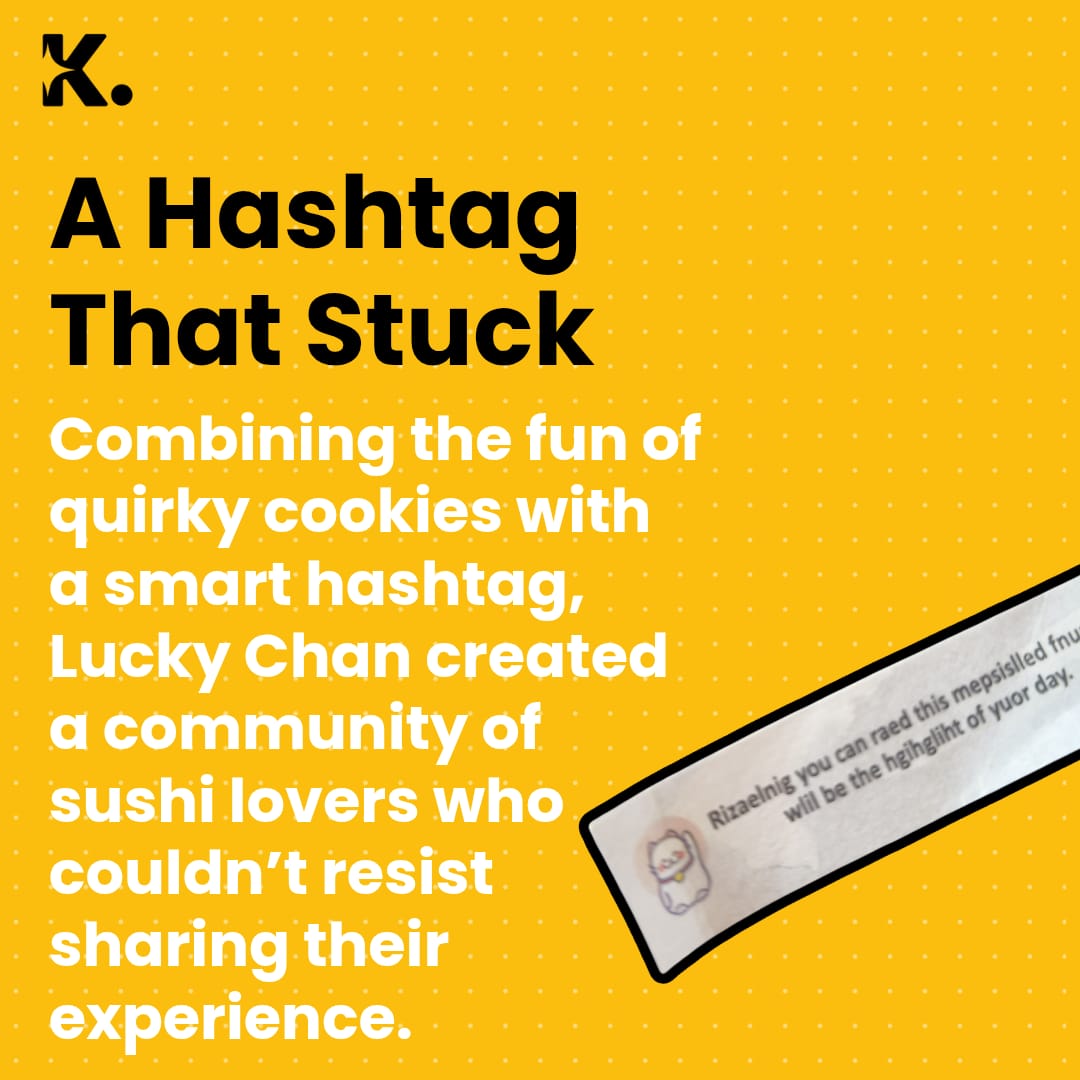 K.
A Hashtag
That Stuck
Combining the fun of
quirky cookies with
a smart hashtag,
Lucky Chan created
a community of
sushi lovers who
couldn’t resist
sharing their
experience.
Rizaelnig you can raed this mepsislled
wlil be the hgihgliht of yuor day.